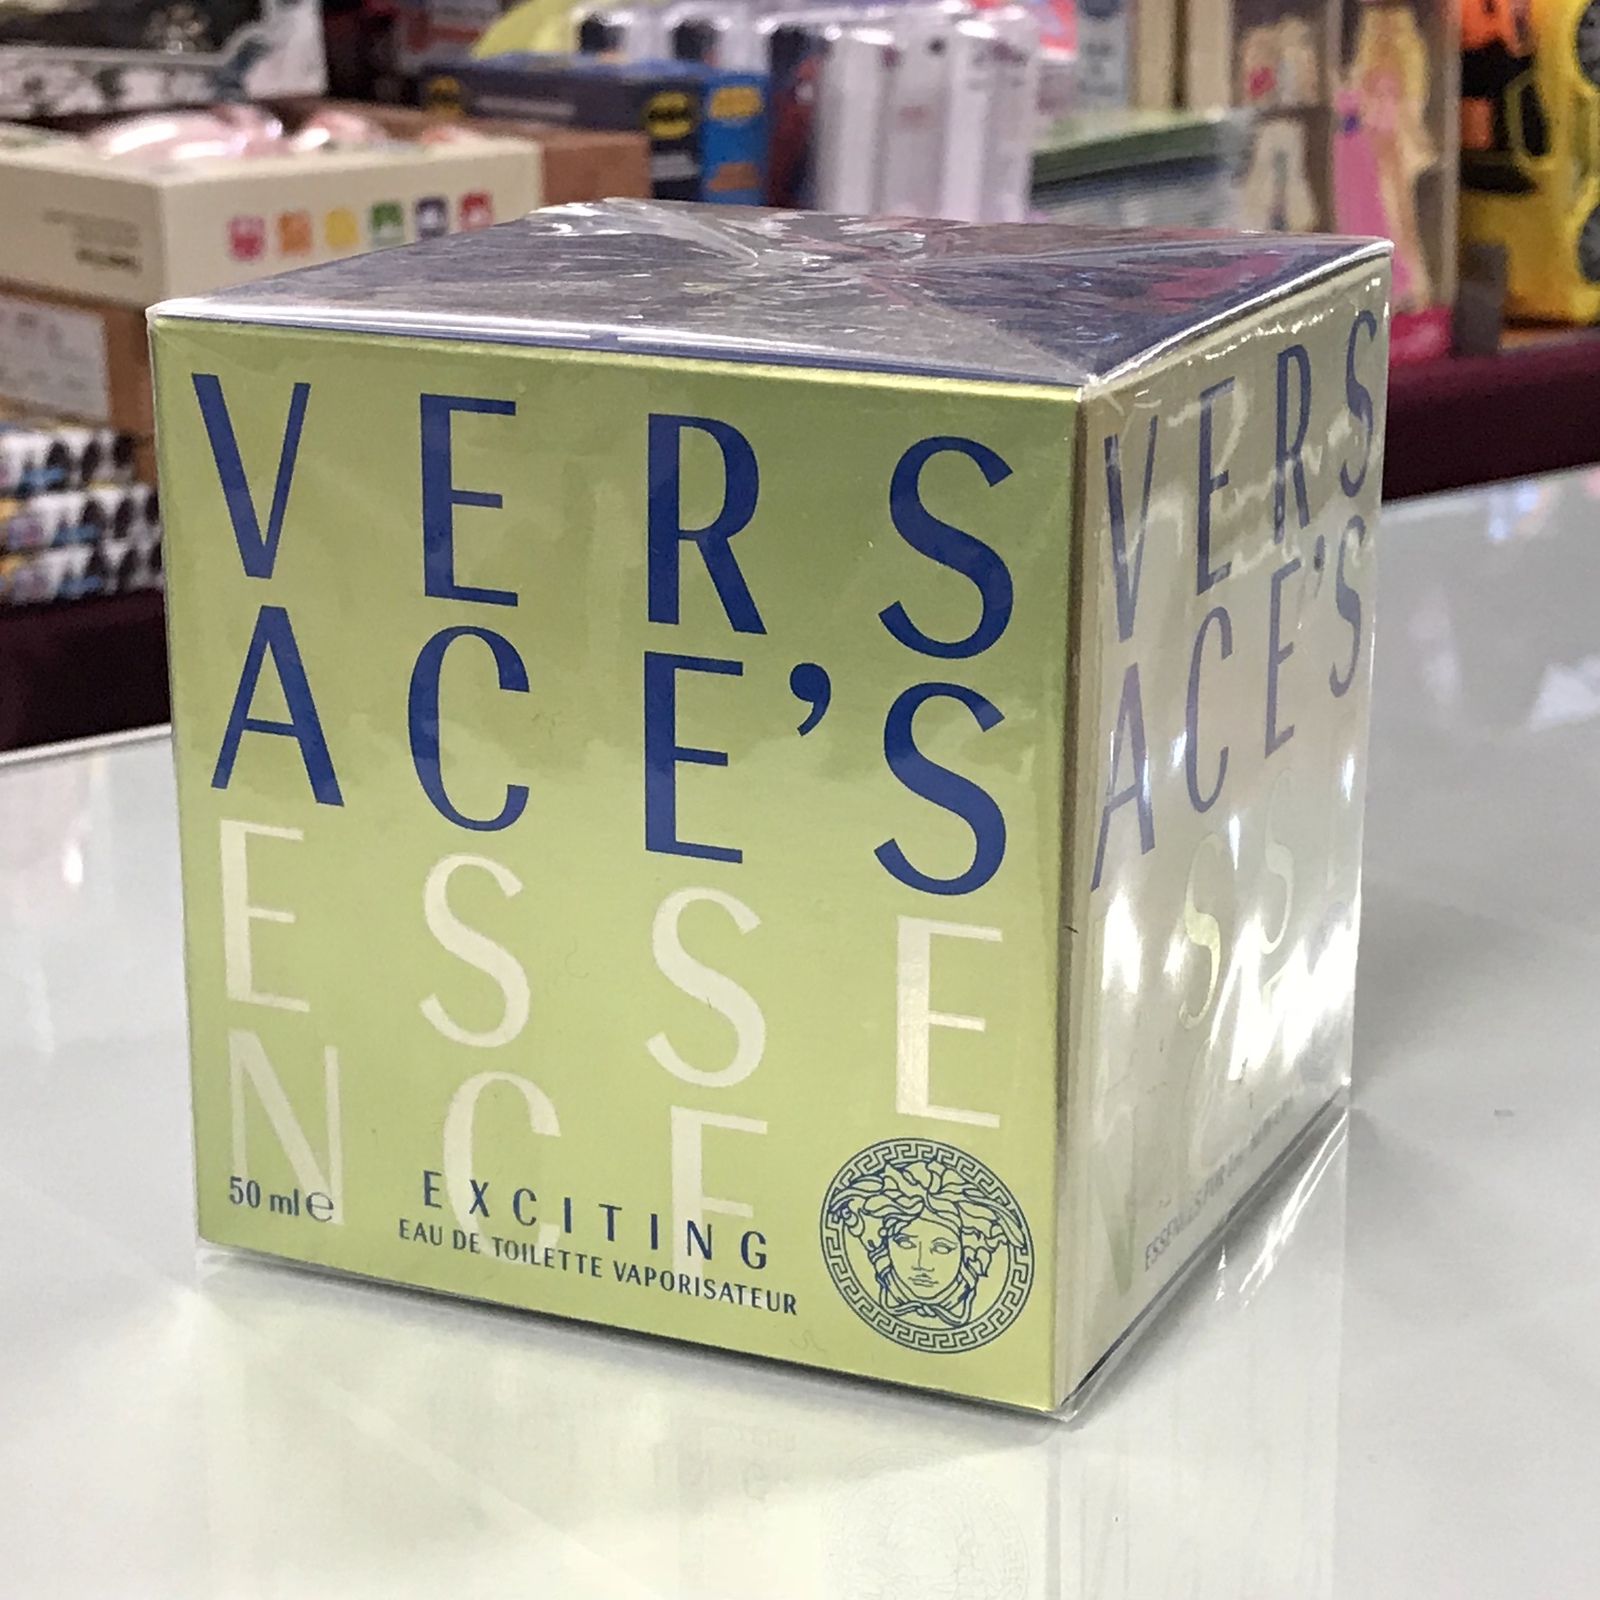 VERS
ACE'S
ESSE
NCE
50 ml ℮
EXCITING
EAU DE TOILETTE VAPORISATEUR
VERS
ACE'S